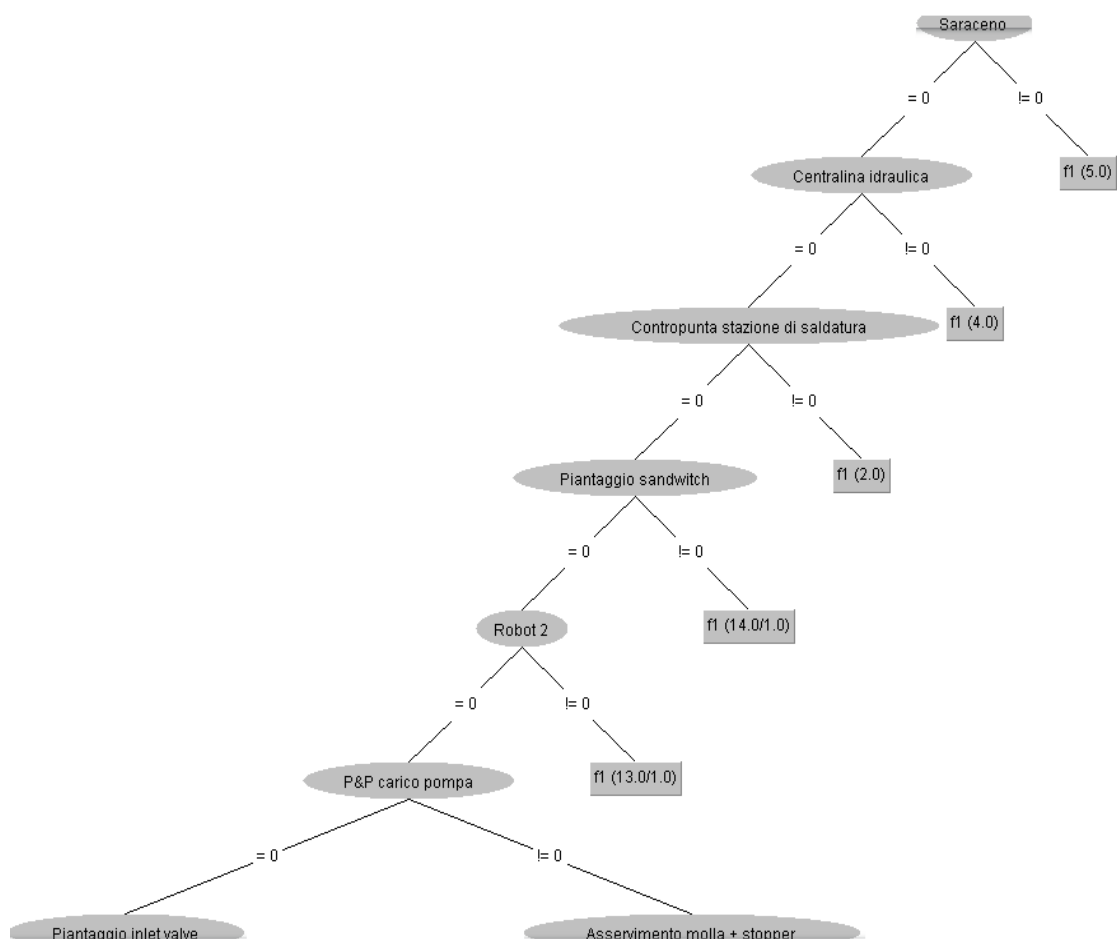 Saraceno
= 0
!= 0
Centralina idraulica
f1 (5.0)
= 0
!= 0
Contropunta stazione di saldatura
f1 (4.0)
= 0
!= 0
Piantaggio sandwitch
f1 (2.0)
= 0
!= 0
Robot 2
f1 (14.0/1.0)
= 0
!= 0
P&P carico pompa
f1 (13.0/1.0)
= 0
!= 0
Piantaggio inlet valve
Asservimento molla + stopper